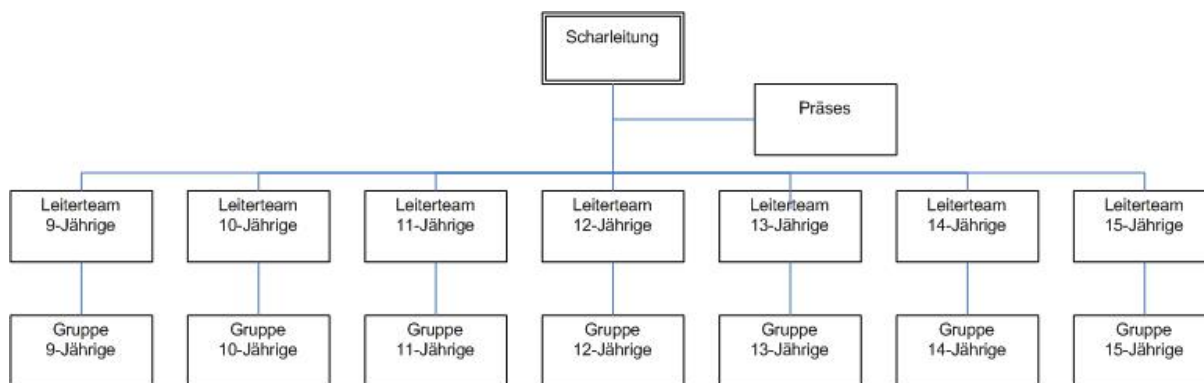 Scharleitung
Präses
Leiterteam
9-Jährige
Leiterteam
10-Jährige
Leiterteam
11-Jährige
Leiterteam
12-Jährige
Leiterteam
13-Jährige
Leiterteam
14-Jährige
Leiterteam
15-Jährige
Gruppe
9-Jährige
Gruppe
10-Jährige
Gruppe
11-Jährige
Gruppe
12-Jährige
Gruppe
13-Jährige
Gruppe
14-Jährige
Gruppe
15-Jährige